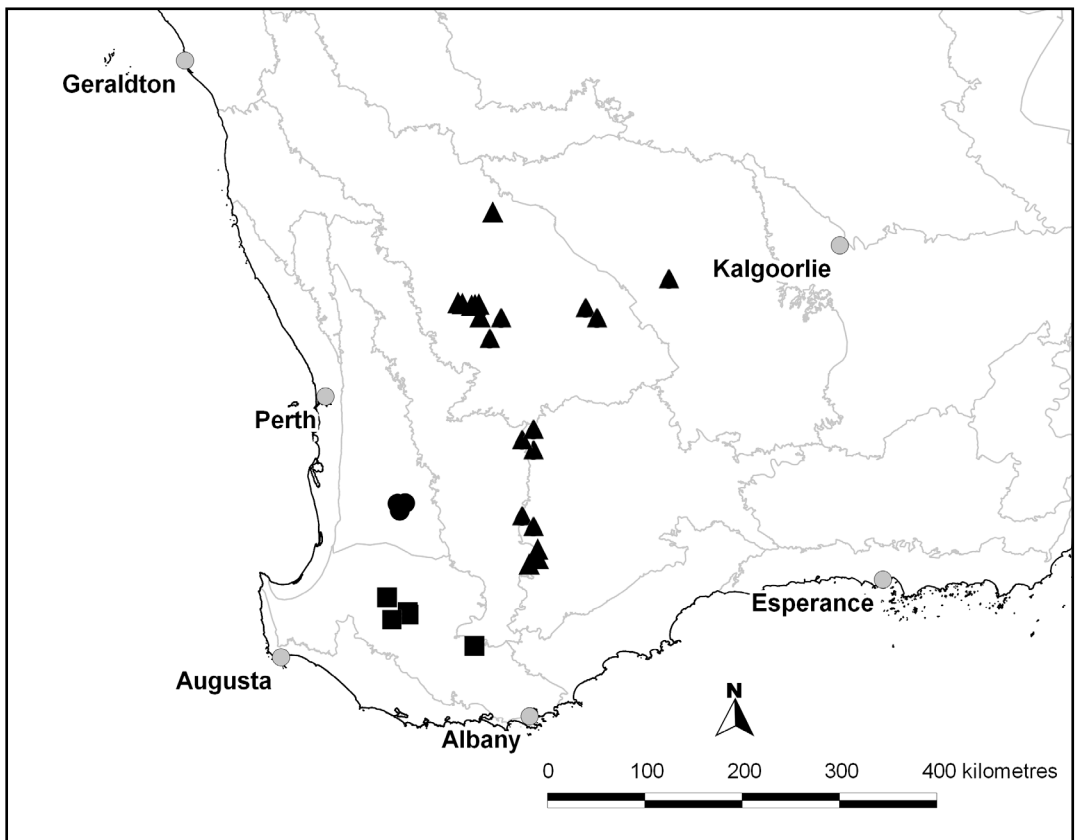 Geraldton
Kalgoorlie
Perth
Esperance
Augusta
N
Albany
0 100 200 300 400 kilometres